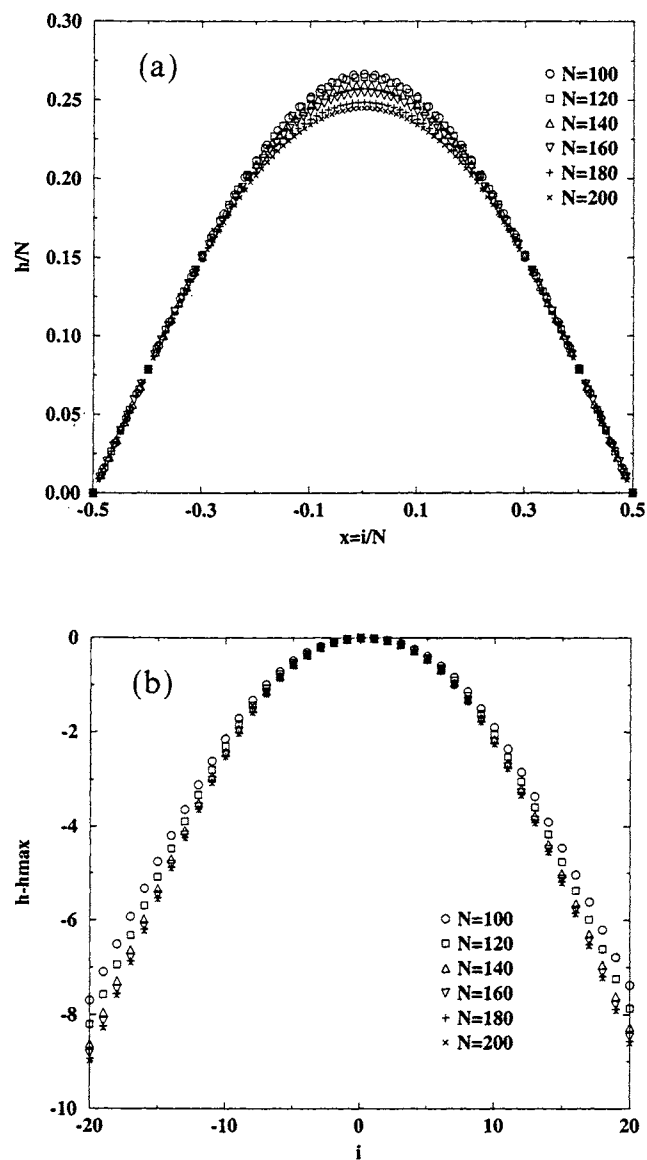 (a)
0.30
0.25
0.20
0.15
0.10
0.05
0.00
h/N
N=100
N=120
N=140
N=160
N=180
N=200
-0.5
-0.3
-0.1
0.1
0.3
0.5
x=i/N
(b)
0
-2
-4
-6
-8
-10
h-hmax
N=100
N=120
N=140
N=160
N=180
N=200
-20
-10
0
10
20
i